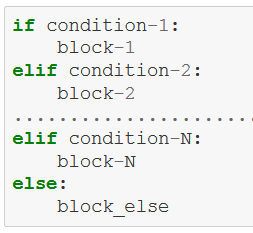 if condition-1:
    block-1
elif condition-2:
    block-2
......................
elif condition-N:
    block-N
else:
    block_else